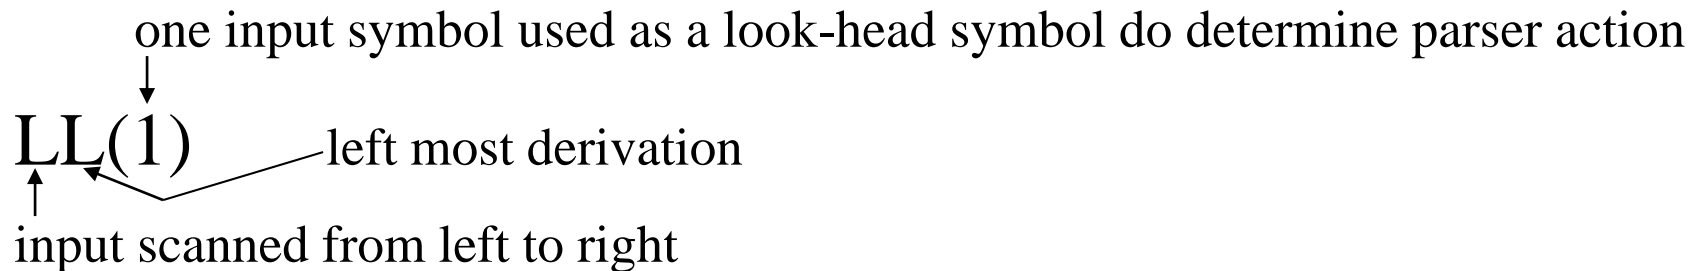 one input symbol used as a look-head symbol do determine parser action
LL(1)
left most derivation
input scanned from left to right